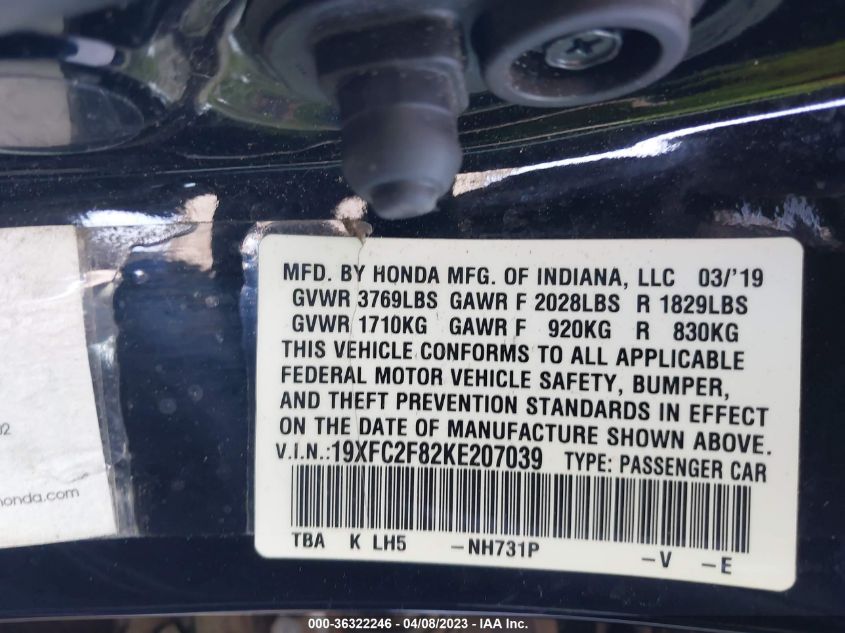 MFD. BY HONDA MFG. OF INDIANA, LLC 03/'19
GVWR 3769LBS GAWR F 2028LBS R 1829LBS
GVWR 1710KG GAWR F 920KG R 830KG
THIS VEHICLE CONFORMS TO ALL APPLICABLE
FEDERAL MOTOR VEHICLE SAFETY, BUMPER,
AND THEFT PREVENTION STANDARDS IN EFFECT
ON THE DATE OF MANUFACTURE SHOWN ABOVE.
V.I.N.:19XFC2F82KE207039 TYPE: PASSENGER CAR
TBA K LH5 -NH731P -V -E
onda.com
000-36322246 - 04/08/2023 - IAA Inc.